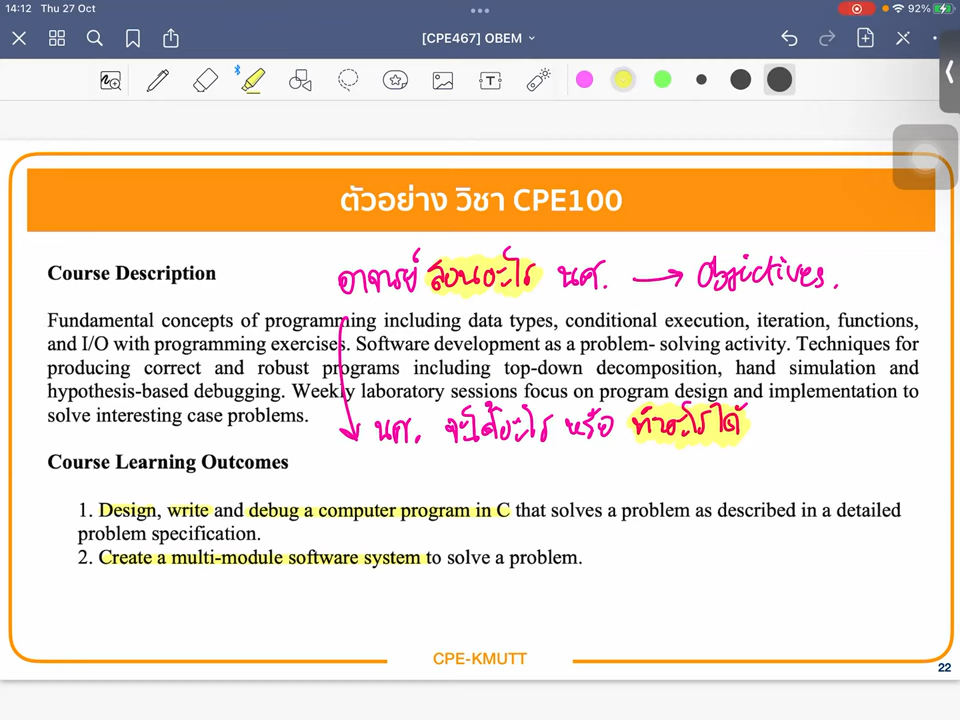 14:12 Thu 27 Oct
92%
[CPE467] OBEM
ตัวอย่าง วิชา CPE100
Course Description
อาจารย์ สอนอะไร นศ. → Objectives.
Fundamental concepts of programming including data types, conditional execution, iteration, functions,
and I/O with programming exercises. Software development as a problem- solving activity. Techniques for
producing correct and robust programs including top-down decomposition, hand simulation and
hypothesis-based debugging. Weekly laboratory sessions focus on program design and implementation to
solve interesting case problems.
นศ. จะได้อะไร หรือ ทำอะไรได้
Course Learning Outcomes
1. Design, write and debug a computer program in C that solves a problem as described in a detailed
problem specification.
2. Create a multi-module software system to solve a problem.
CPE-KMUTT
22